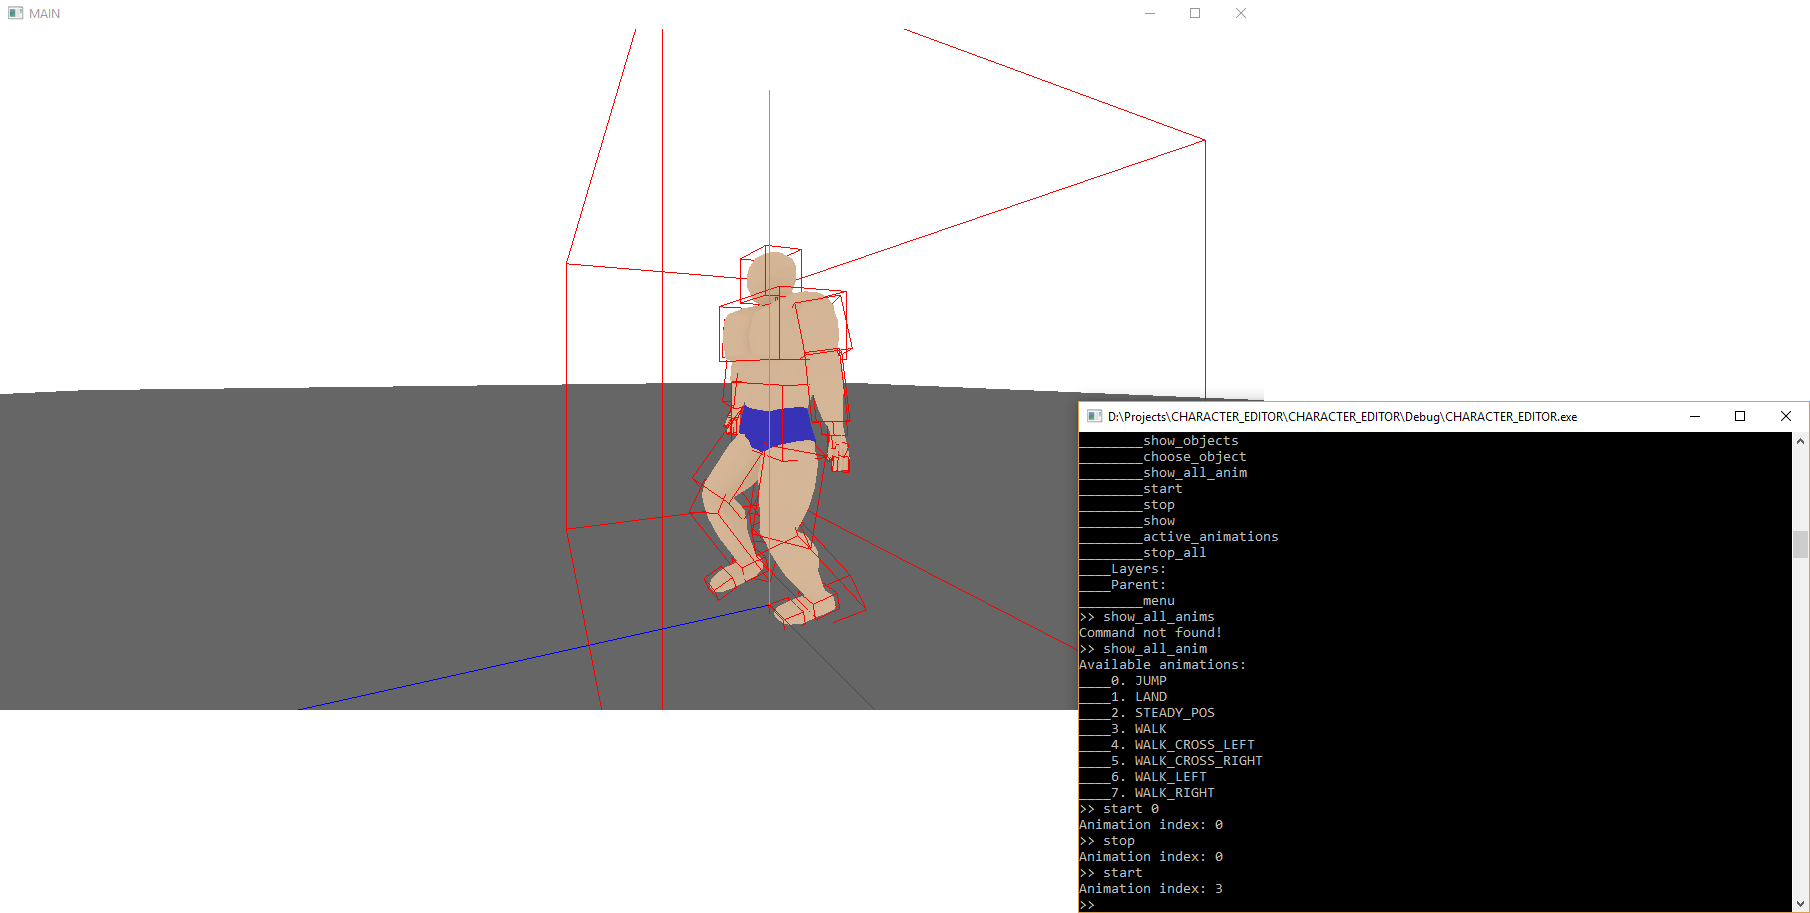 MAIN
D:\Projects\CHARACTER_EDITOR\CHARACTER_EDITOR\Debug\CHARACTER_EDITOR.exe
________show_objects
________choose_object
________show_all_anim
________start
________stop
________show
________active_animations
________stop_all
____Layers:
____Parent:
________menu
>> show_all_anims
Command not found!
>> show_all_anim
Available animations:
____0. JUMP
____1. LAND
____2. STEADY_POS
____3. WALK
____4. WALK_CROSS_LEFT
____5. WALK_CROSS_RIGHT
____6. WALK_LEFT
____7. WALK_RIGHT
>> start 0
Animation index: 0
>> stop
Animation index: 0
>> start
Animation index: 3
>>